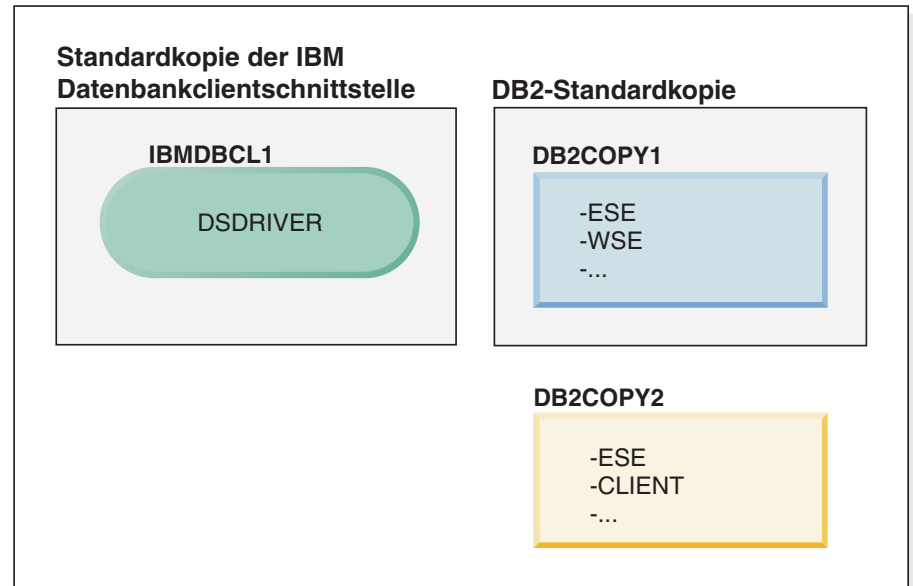 Standardkopie der IBM
Datenbankclientschnittstelle
IBMDBCL1
DSDRIVER
DB2-Standardkopie
DB2COPY1
-ESE
-WSE
-...
DB2COPY2
-ESE
-CLIENT
-...